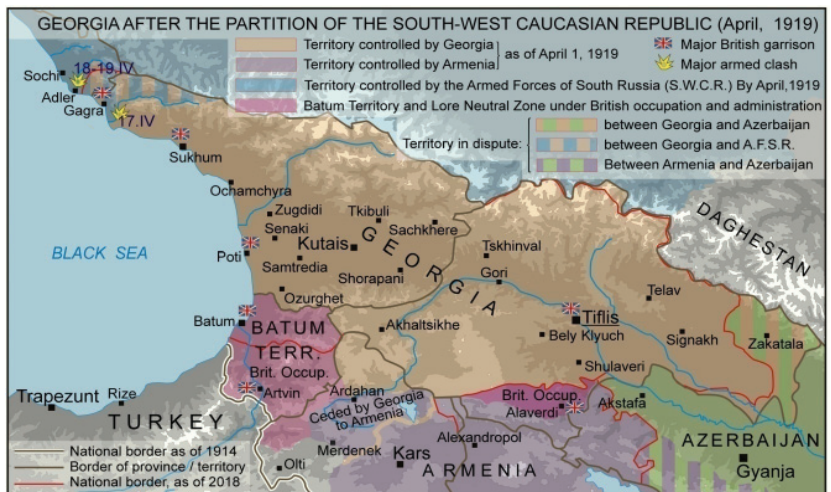 GEORGIA AFTER THE PARTITION OF THE SOUTH-WEST CAUCASIAN REPUBLIC (April, 1919)
Territory controlled by Georgia
Territory controlled by Armenia
as of April 1, 1919
Major British garrison
Major armed clash
Territory controlled by the Armed Forces of South Russia (S.W.C.R.) By April,1919
Batum Territory and Lore Neutral Zone under British occupation and administration
Territory in dispute:
between Georgia and Azerbaijan
between Georgia and A.F.S.R.
Between Armenia and Azerbaijan
18-19.IV
Sochi
Adler
Gagra
17.IV
Sukhum
Ochamchyra
DAGHESTAN
Zugdidi
Tkibuli
Senaki
Sachkhere
BLACK SEA
Kutais
GEORGIA
Tskhinval
Poti
Samtredia
Shorapani
Gori
Ozurghet
Telav
Batum
BATUM
TERR.
Brit. Occup.
Akhaltsikhe
Tiflis
Bely Klyuch
Signakh
Zakatala
Shulaveri
Trapezunt
Rize
Artvin
Ardahan
Ceded by Georgia
to Armenia
Brit. Occup.
Alaverdi
Akstafa
TURKEY
Merdenek
Kars
Alexandropol
ARMENIA
AZERBAIJAN
Gyanja
Olti
National border as of 1914
Border of province / territory
National border, as of 2018